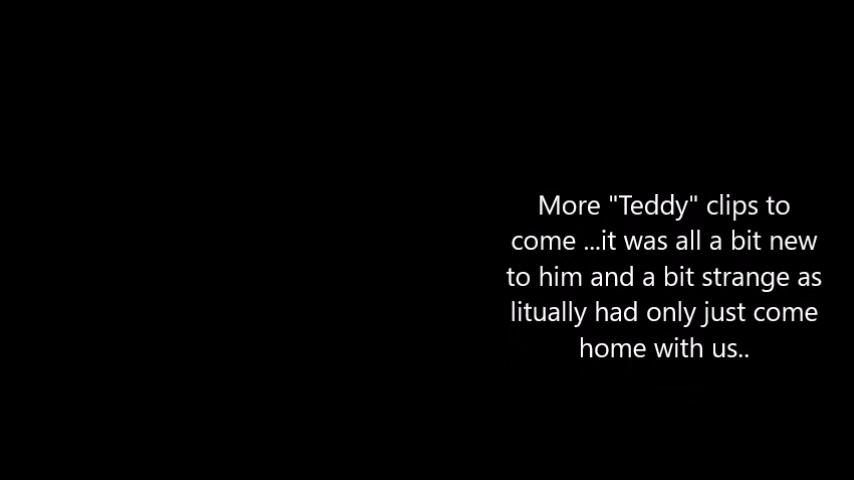 More "Teddy" clips to
come ...it was all a bit new
to him and a bit strange as
litually had only just come
home with us..